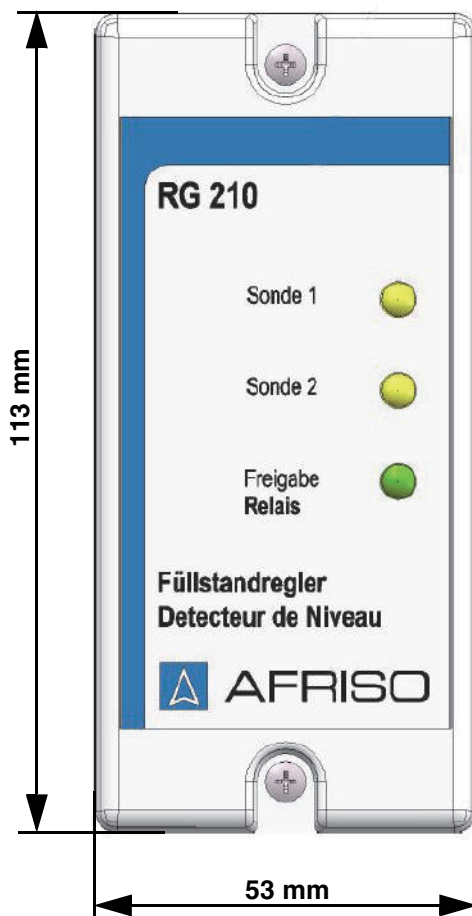 RG 210
Sonde 1
Sonde 2
Freigabe
Relais
Füllstandregler
Detecteur de Niveau
AFRISO
113 mm
53 mm